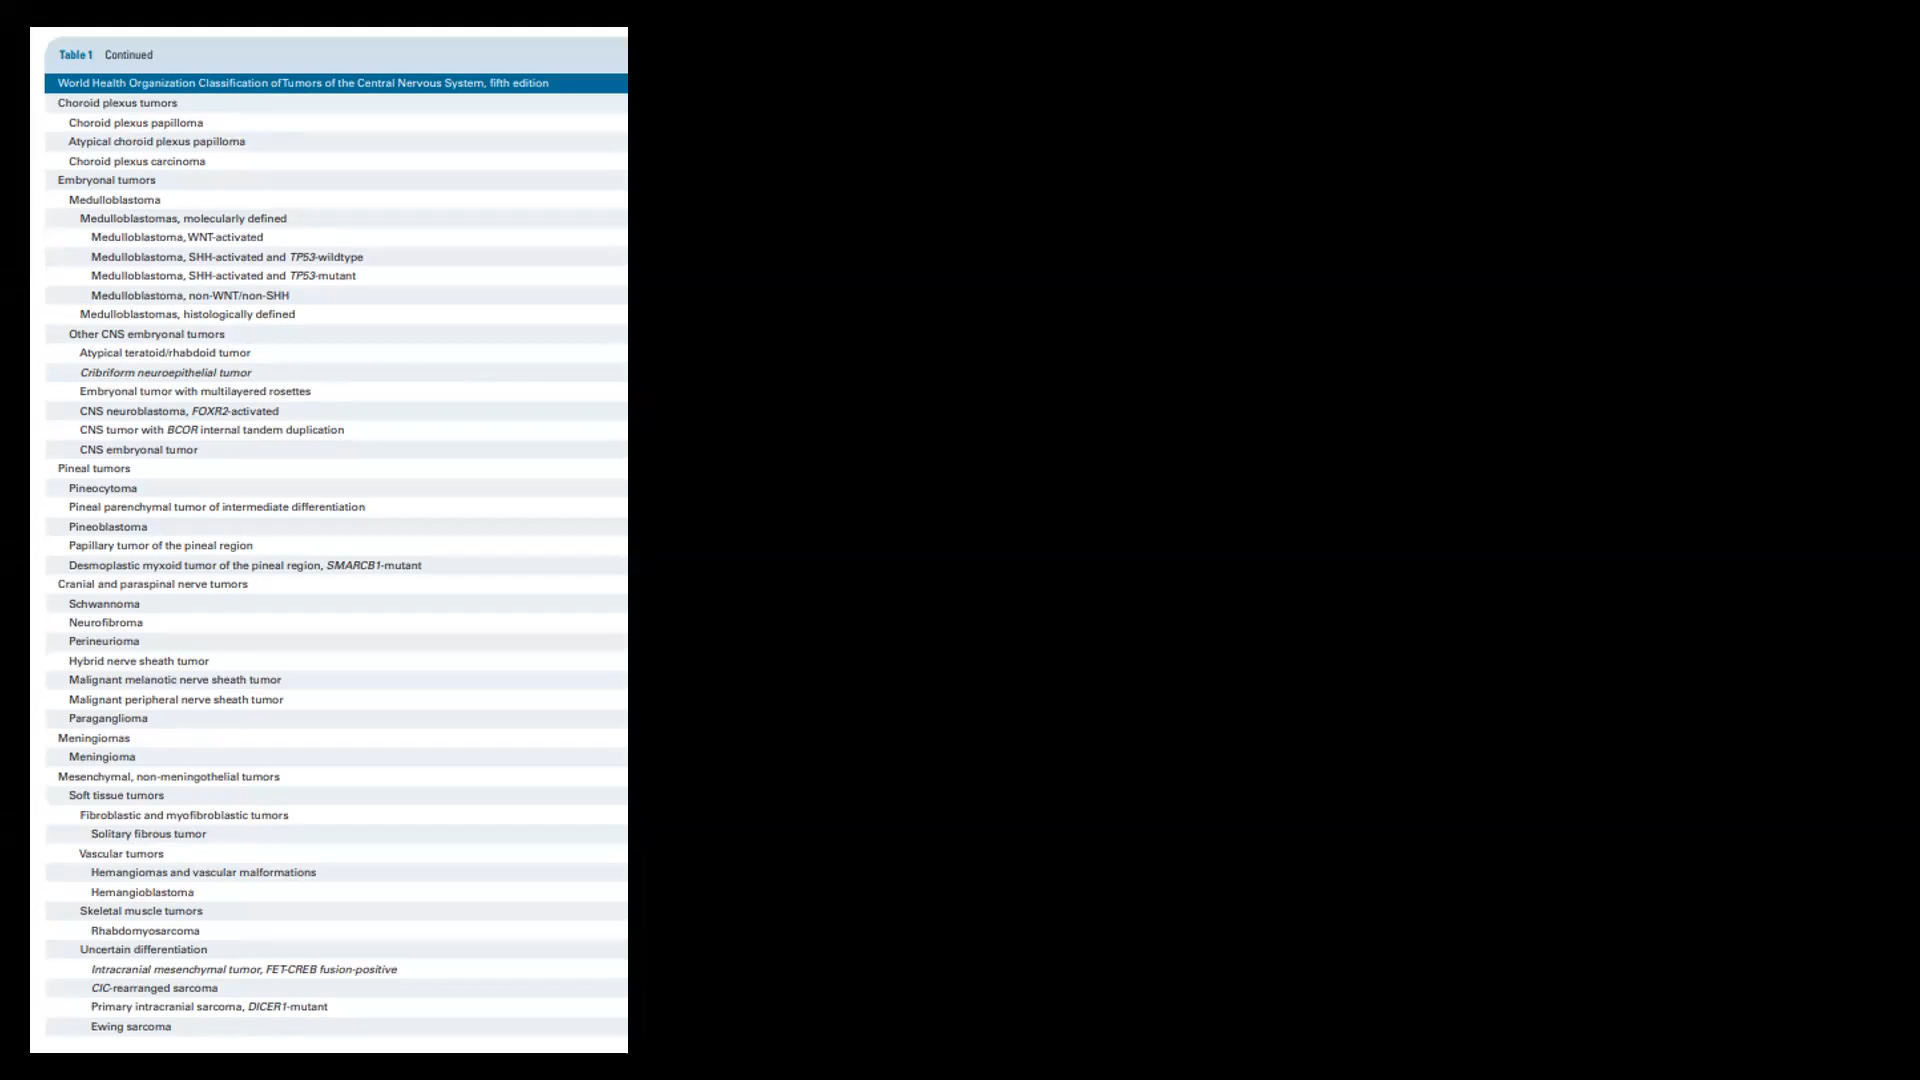 Table 1 Continued
World Health Organization Classification of Tumors of the Central Nervous System, fifth edition
Choroid plexus tumors
Choroid plexus papilloma
Atypical choroid plexus papilloma
Choroid plexus carcinoma
Embryonal tumors
Medulloblastoma
Medulloblastomas, molecularly defined
Medulloblastoma, WNT-activated
Medulloblastoma, SHH-activated and TP53-wildtype
Medulloblastoma, SHH-activated and TP53-mutant
Medulloblastoma, non-WNT/non-SHH
Medulloblastomas, histologically defined
Other CNS embryonal tumors
Atypical teratoid/rhabdoid tumor
Cribriform neuroepithelial tumor
Embryonal tumor with multilayered rosettes
CNS neuroblastoma, FOXR2-activated
CNS tumor with BCOR internal tandem duplication
CNS embryonal tumor
Pineal tumors
Pineocytoma
Pineal parenchymal tumor of intermediate differentiation
Pineoblastoma
Papillary tumor of the pineal region
Desmoplastic myxoid tumor of the pineal region, SMARCB1-mutant
Cranial and paraspinal nerve tumors
Schwannoma
Neurofibroma
Perineurioma
Hybrid nerve sheath tumor
Malignant melanotic nerve sheath tumor
Malignant peripheral nerve sheath tumor
Paraganglioma
Meningiomas
Meningioma
Mesenchymal, non-meningothelial tumors
Soft tissue tumors
Fibroblastic and myofibroblastic tumors
Solitary fibrous tumor
Vascular tumors
Hemangiomas and vascular malformations
Hemangioblastoma
Skeletal muscle tumors
Rhabdomyosarcoma
Uncertain differentiation
Intracranial mesenchymal tumor, FET-CREB fusion-positive
CIC-rearranged sarcoma
Primary intracranial sarcoma, DICER1-mutant
Ewing sarcoma